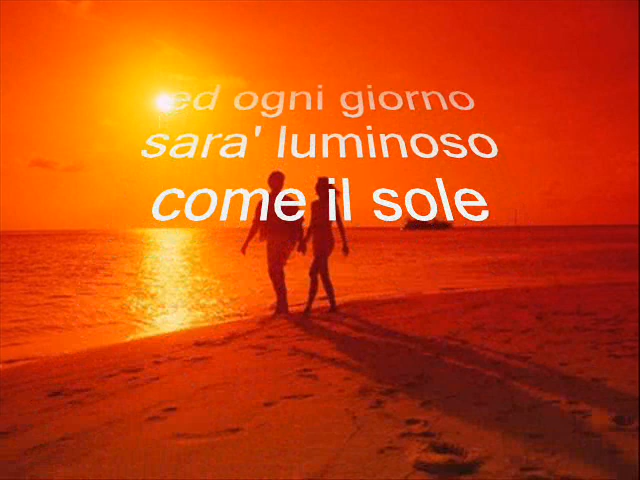 ed ogni giorno
sara' luminoso
come il sole